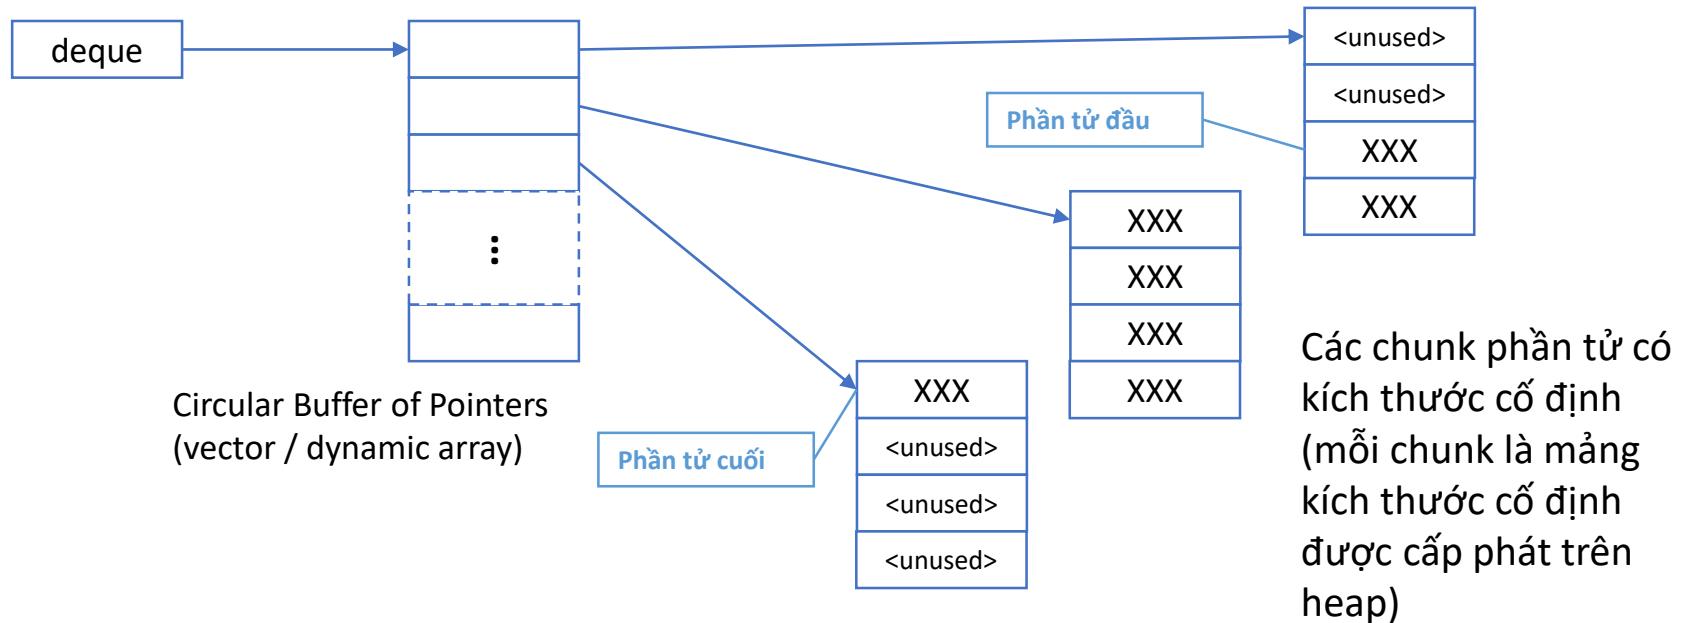 deque
⋮
Circular Buffer of Pointers
(vector / dynamic array)
<unused>
<unused>
XXX
XXX
Phần tử đầu
XXX
XXX
XXX
XXX
XXX
<unused>
<unused>
<unused>
Phần tử cuối
Các chunk phần tử có
kích thước cố định
(mỗi chunk là mảng
kích thước cố định
được cấp phát trên
heap)